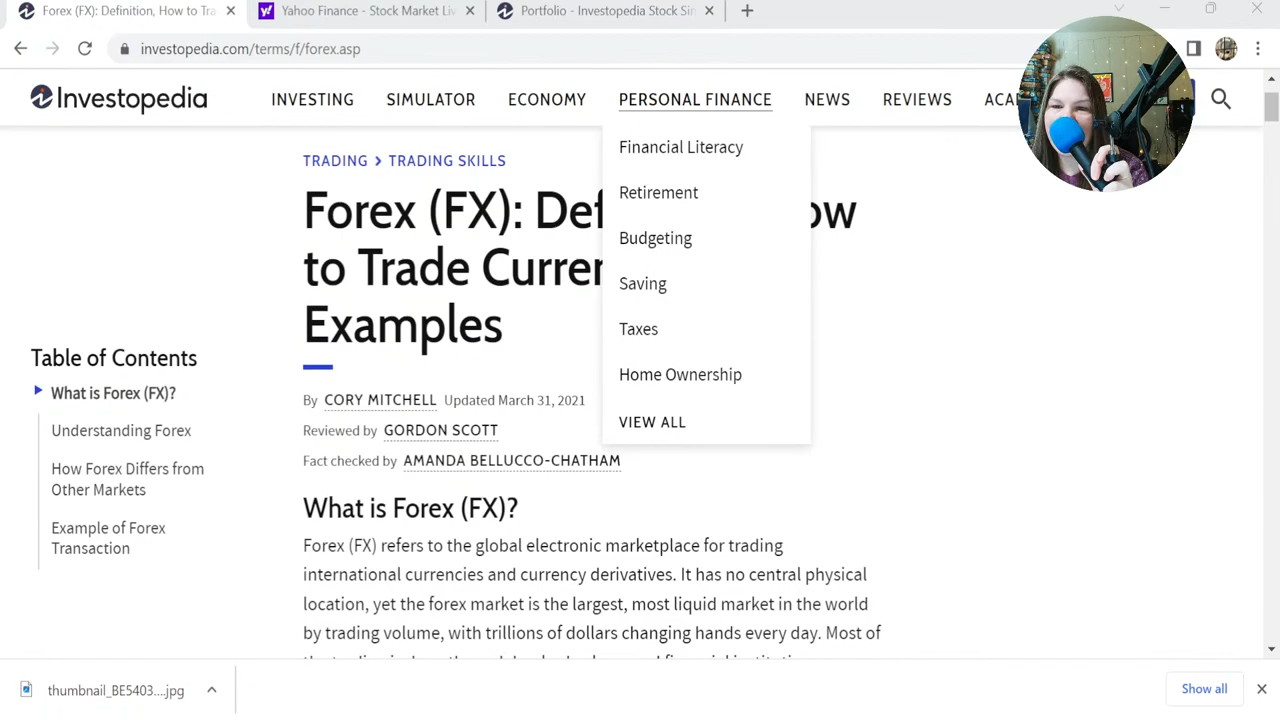 Forex (FX): Definition, How to Tra
Yahoo Finance - Stock Market Liv
Portfolio - Investopedia Stock Sim
investopedia.com/terms/f/forex.asp
Investopedia
INVESTING
SIMULATOR
ECONOMY
PERSONAL FINANCE
NEWS
REVIEWS
ACA
Financial Literacy
Retirement
Budgeting
Saving
Taxes
Home Ownership
VIEW ALL
TRADING > TRADING SKILLS
Forex (FX): Def ow
to Trade Curren
Examples
By CORY MITCHELL Updated March 31, 2021
Reviewed by GORDON SCOTT
Fact checked by AMANDA BELLUCCO-CHATHAM
Table of Contents
What is Forex (FX)?
Understanding Forex
How Forex Differs from
Other Markets
Example of Forex
Transaction
What is Forex (FX)?
Forex (FX) refers to the global electronic marketplace for trading
international currencies and currency derivatives. It has no central physical
location, yet the forex market is the largest, most liquid market in the world
by trading volume, with trillions of dollars changing hands every day. Most of
thumbnail_BE5403....jpg
Show all